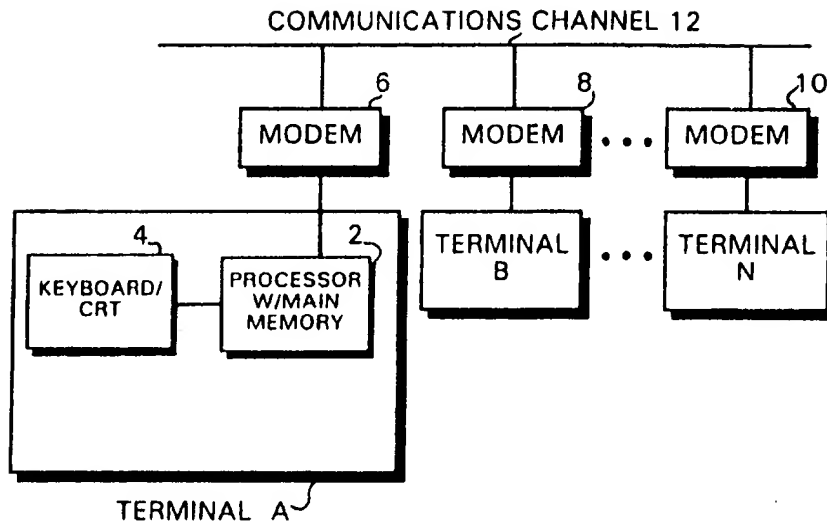 COMMUNICATIONS CHANNEL 12
6
8
10
MODEM
MODEM
MODEM
4
2
KEYBOARD/
CRT
PROCESSOR
W/MAIN
MEMORY
TERMINAL
B
TERMINAL
N
TERMINAL A